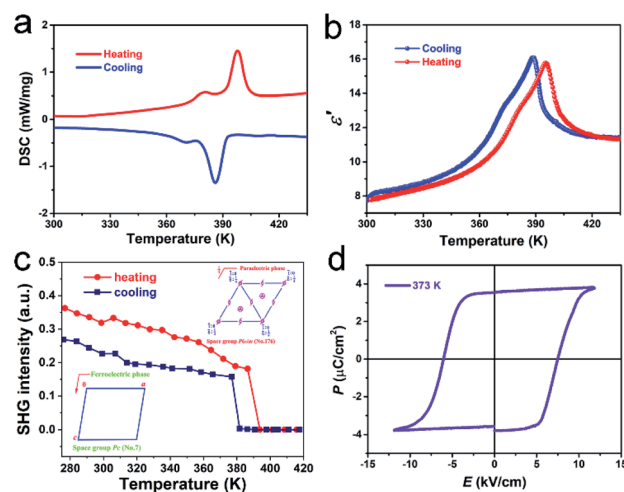 a
Heating
Cooling
DSC (mW/mg)
2
1
0
-1
-2
300
330
360
390
420
Temperature (K)
b
Cooling
Heating
ε'
18
16
14
12
10
8
300
330
360
390
420
Temperature (K)
c
heating
cooling
SHG intensity (a.u.)
0.5
0.4
0.3
0.2
0.1
0.0
Paraelectric phase
Space group P6₃/m (No.176)
Ferroelectric phase
0
a
c
Space group Pc (No.7)
280
300
320
340
360
380
400
420
Temperature (K)
d
373 K
P (μC/cm²)
6
4
2
0
-2
-4
-6
-15
-10
-5
0
5
10
15
E (kV/cm)